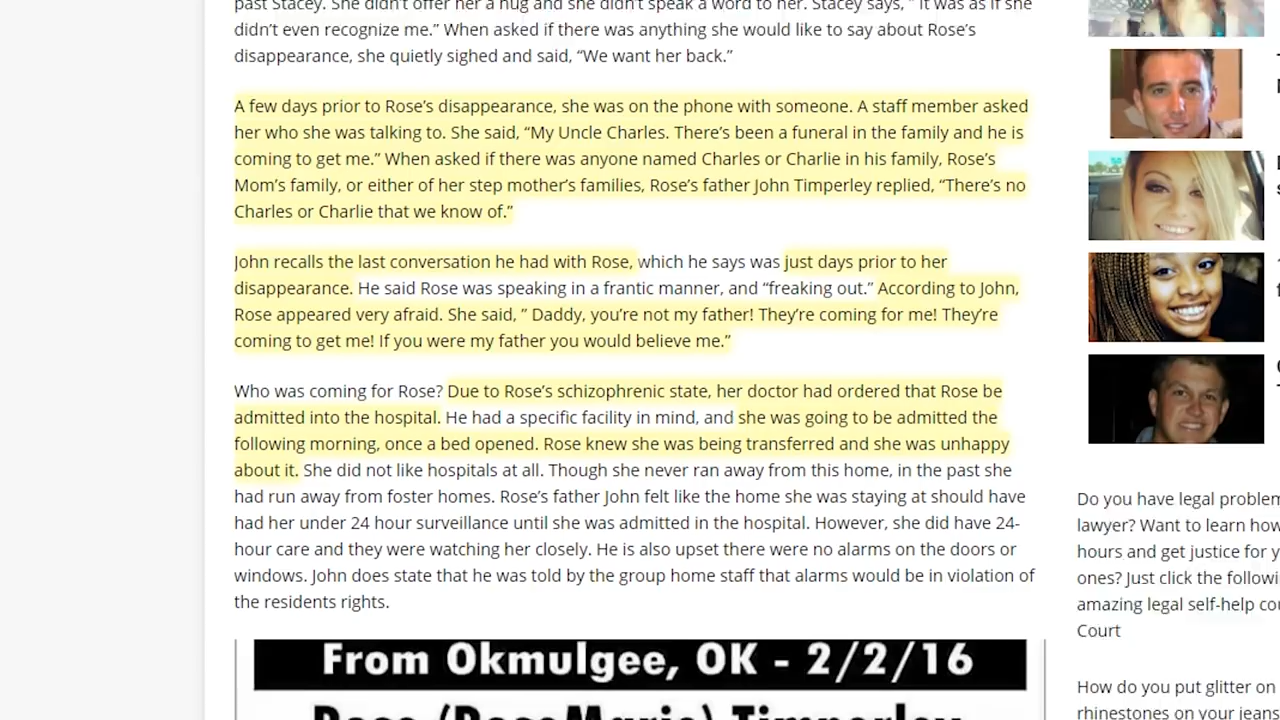 past Stacey. She didn’t offer her a hug and she didn’t speak a word to her. Stacey says, “ It was as if she
didn’t even recognize me.” When asked if there was anything she would like to say about Rose’s
disappearance, she quietly sighed and said, “We want her back.”
A few days prior to Rose’s disappearance, she was on the phone with someone. A staff member asked
her who she was talking to. She said, “My Uncle Charles. There’s been a funeral in the family and he is
coming to get me.” When asked if there was anyone named Charles or Charlie in his family, Rose’s
Mom’s family, or either of her step mother’s families, Rose’s father John Timperley replied, “There’s no
Charles or Charlie that we know of.”
John recalls the last conversation he had with Rose, which he says was just days prior to her
disappearance. He said Rose was speaking in a frantic manner, and “freaking out.” According to John,
Rose appeared very afraid. She said, ” Daddy, you’re not my father! They’re coming for me! They’re
coming to get me! If you were my father you would believe me.”
Who was coming for Rose? Due to Rose’s schizophrenic state, her doctor had ordered that Rose be
admitted into the hospital. He had a specific facility in mind, and she was going to be admitted the
following morning, once a bed opened. Rose knew she was being transferred and she was unhappy
about it. She did not like hospitals at all. Though she never ran away from this home, in the past she
had run away from foster homes. Rose’s father John felt like the home she was staying at should have
had her under 24 hour surveillance until she was admitted in the hospital. However, she did have 24-
hour care and they were watching her closely. He is also upset there were no alarms on the doors or
windows. John does state that he was told by the group home staff that alarms would be in violation of
the residents rights.
From Okmulgee, OK - 2/2/16
Rose (RoseMarie) Timperley
Do you have legal problem
lawyer? Want to learn how
hours and get justice for y
ones? Just click the followi
amazing legal self-help co
Court
How do you put glitter on
rhinestones on your jeans